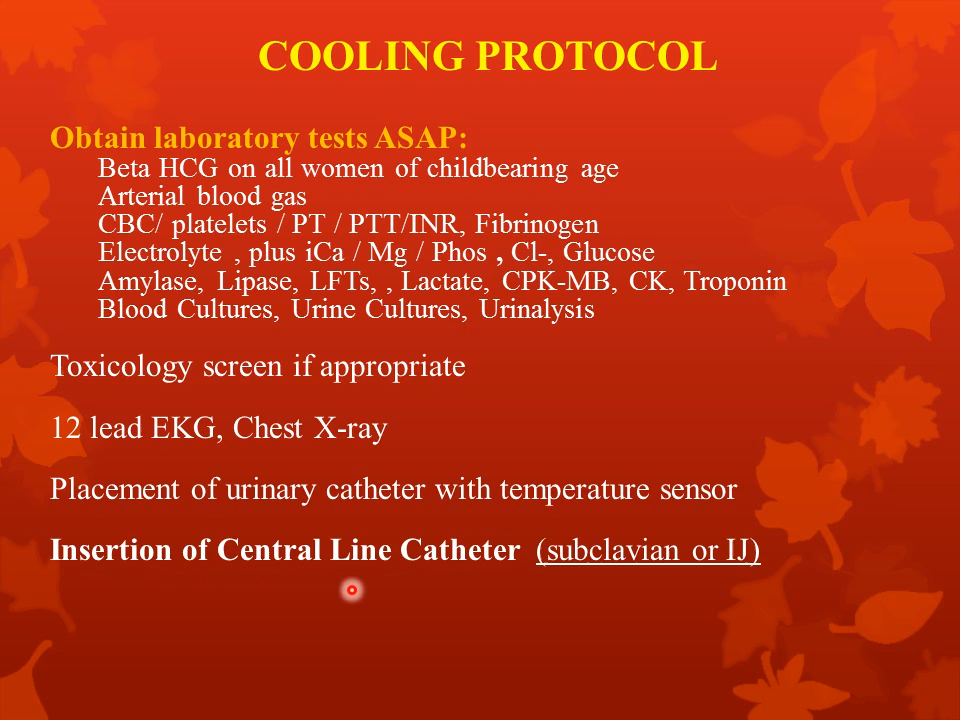 COOLING PROTOCOL
Obtain laboratory tests ASAP:
Beta HCG on all women of childbearing age
Arterial blood gas
CBC/ platelets / PT / PTT/INR, Fibrinogen
Electrolyte , plus iCa / Mg / Phos , Cl-, Glucose
Amylase, Lipase, LFTs, , Lactate, CPK-MB, CK, Troponin
Blood Cultures, Urine Cultures, Urinalysis
Toxicology screen if appropriate
12 lead EKG, Chest X-ray
Placement of urinary catheter with temperature sensor
Insertion of Central Line Catheter (subclavian or IJ)